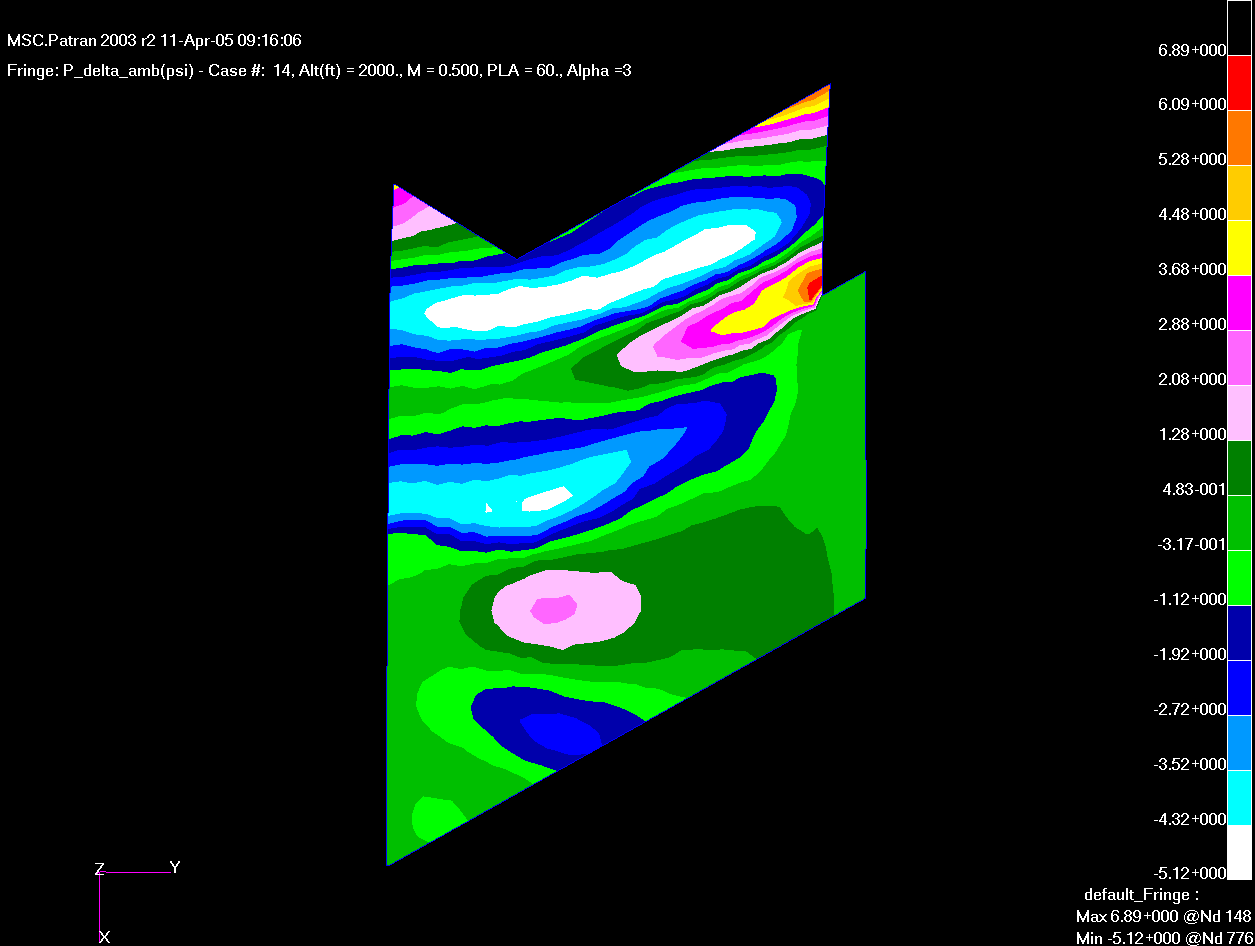 MSC.Patran 2003 r2 11-Apr-05 09:16:06
Fringe: P_delta_amb(psi) - Case #: 14, Alt(ft) = 2000., M = 0.500, PLA = 60., Alpha =3
6.89+000
6.09+000
5.28+000
4.48+000
3.68+000
2.88+000
2.08+000
1.28+000
4.83-001
-3.17-001
-1.12+000
-1.92+000
-2.72+000
-3.52+000
-4.32+000
-5.12+000
default_Fringe :
Max 6.89+000 @Nd 148
Min -5.12+000 @Nd 776
Z
Y
X